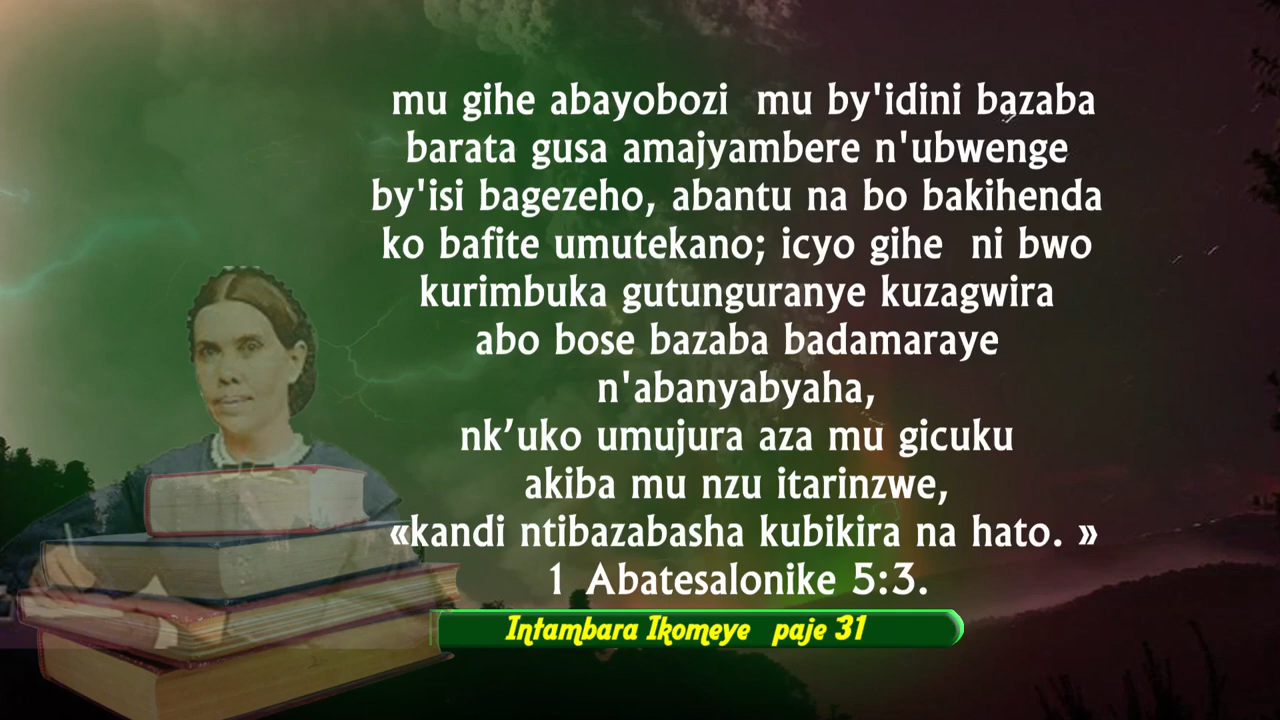 mu gihe abayobozi mu by'idini bazaba
barata gusa amajyambere n'ubwenge
by'isi bagezeho, abantu na bo bakihenda
ko bafite umutekano; icyo gihe ni bwo
kurimbuka gutunguranye kuzagwira
abo bose bazaba badamaraye
n'abanyabyaha,
nk’uko umujura aza mu gicuku
akiba mu nzu itarinzwe,
«kandi ntibazabasha kubikira na hato. »
1 Abatesalonike 5:3.
Intambara Ikomeye paje 31